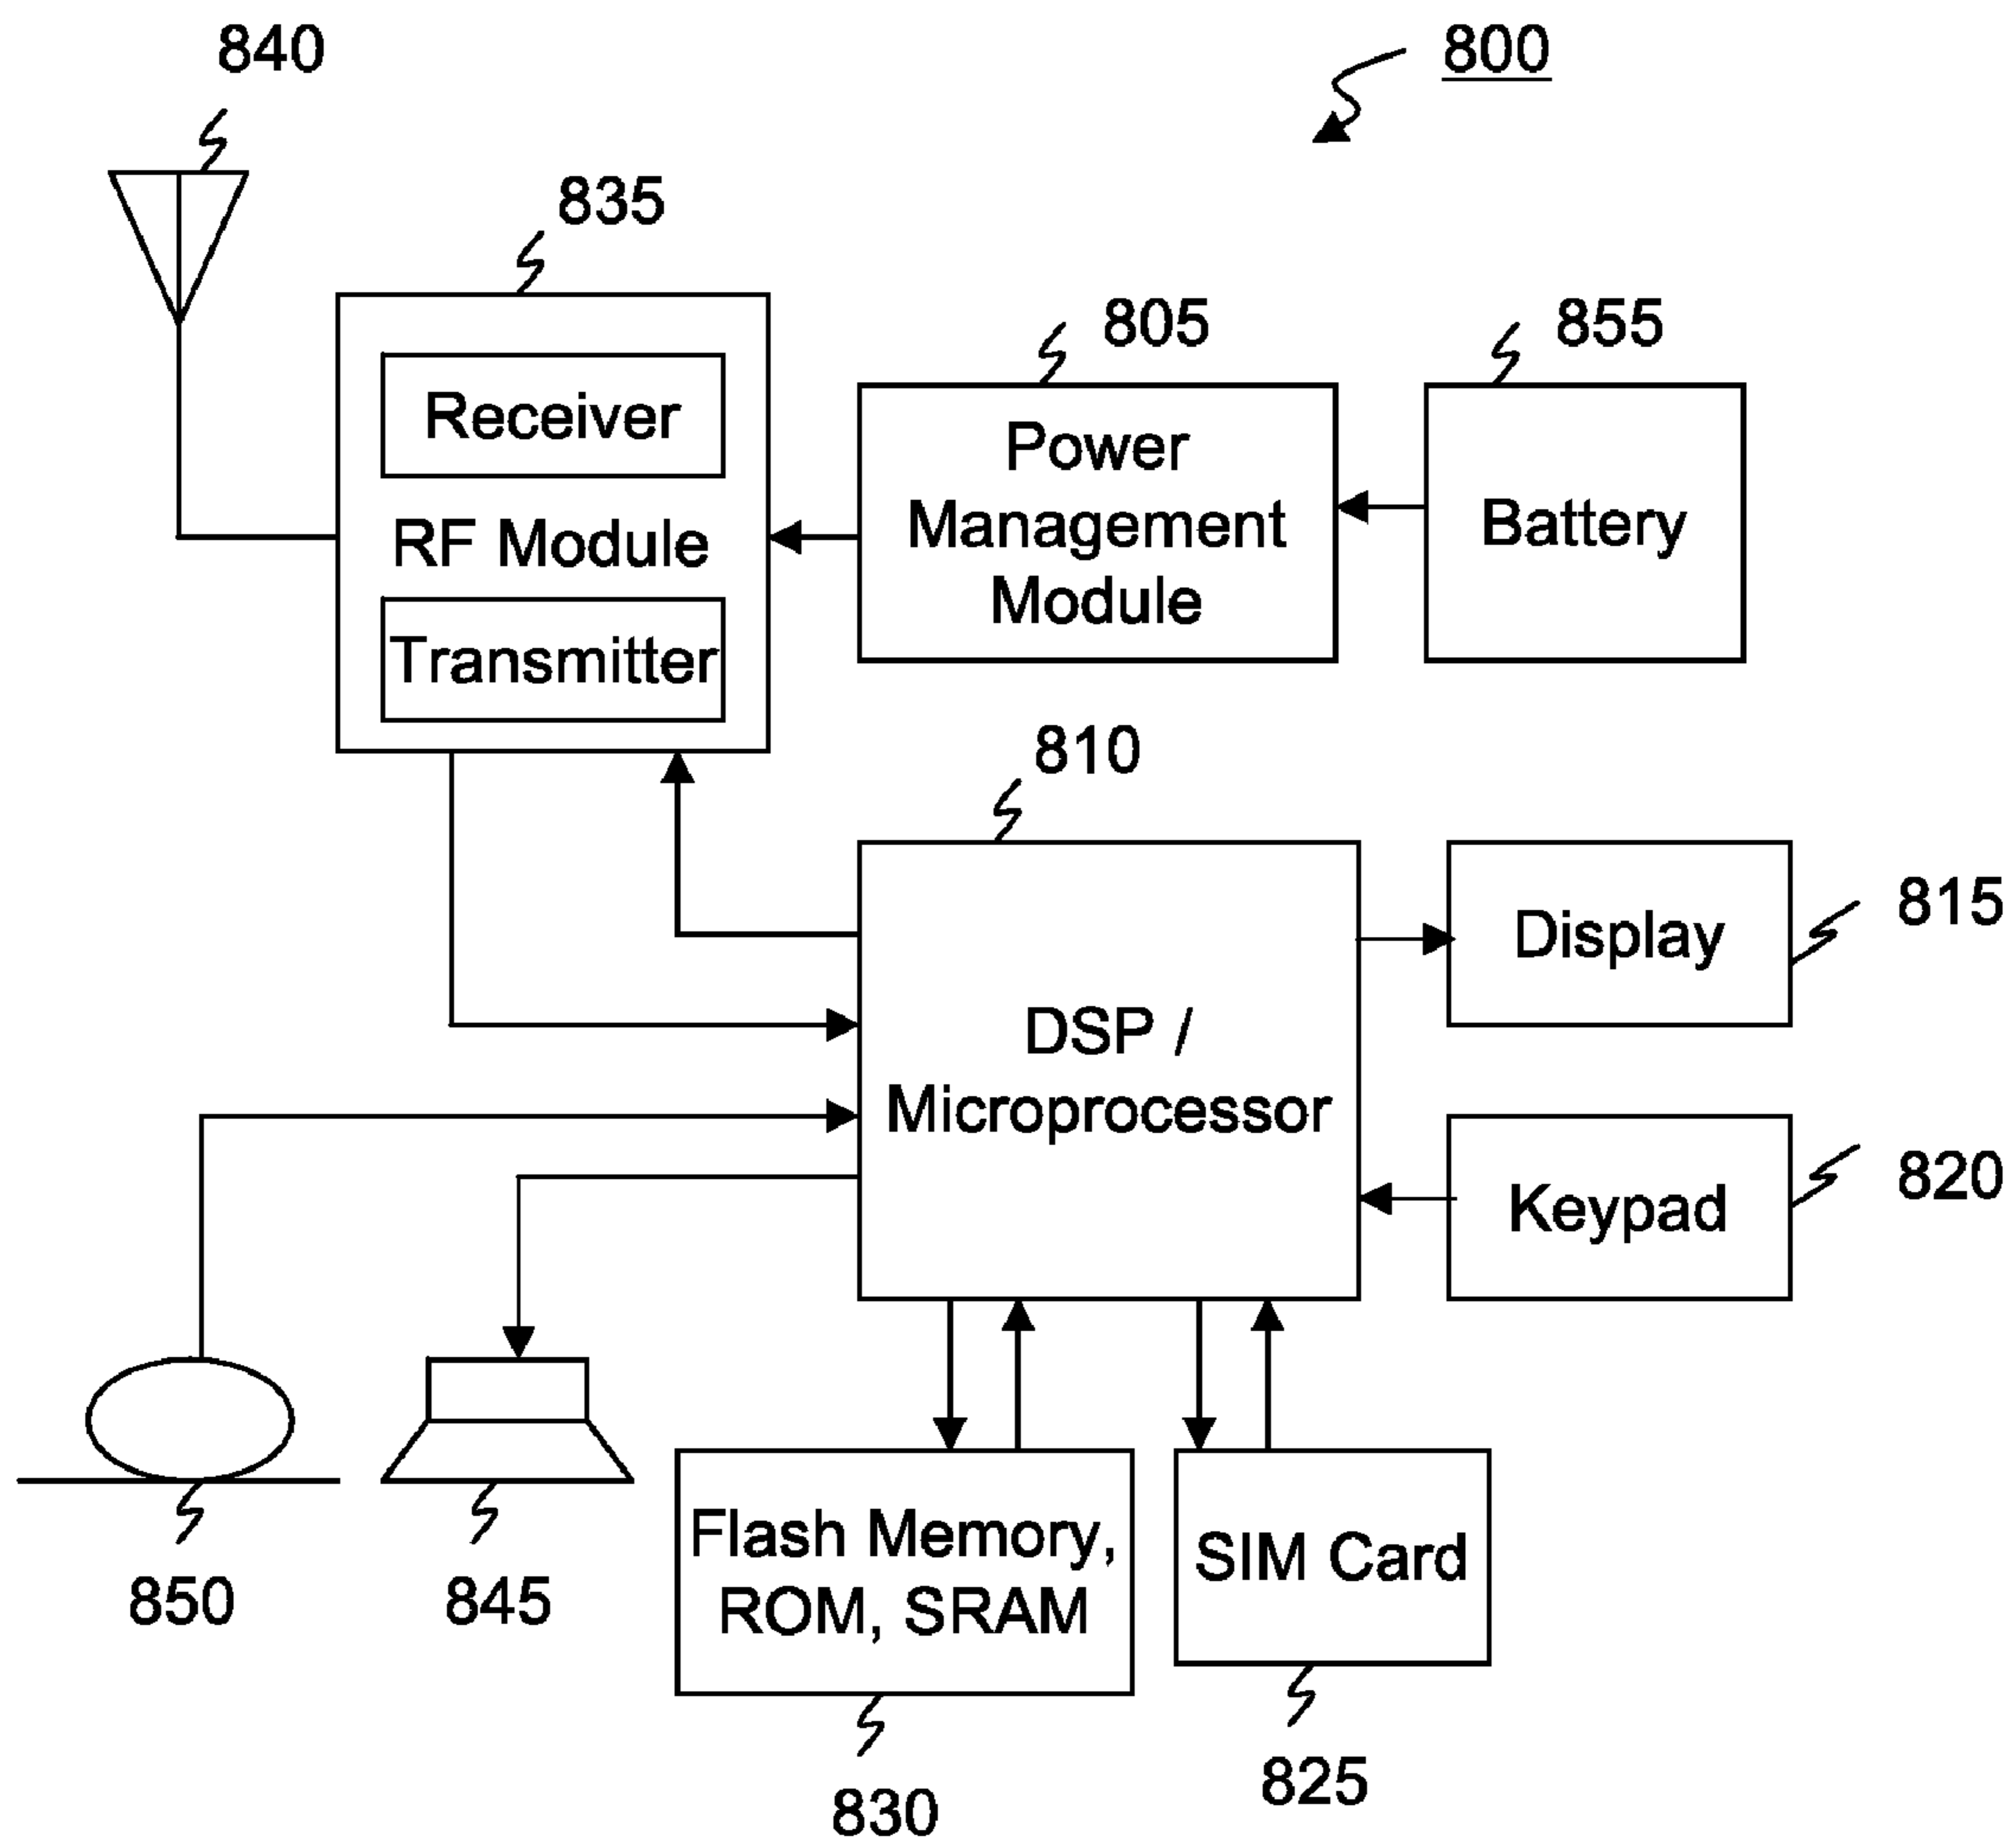 840
800
835
805
855
Receiver
RF Module
Transmitter
Power
Management
Module
Battery
810
DSP /
Microprocessor
Display
815
Keypad
820
850
845
Flash Memory,
ROM, SRAM
830
SIM Card
825